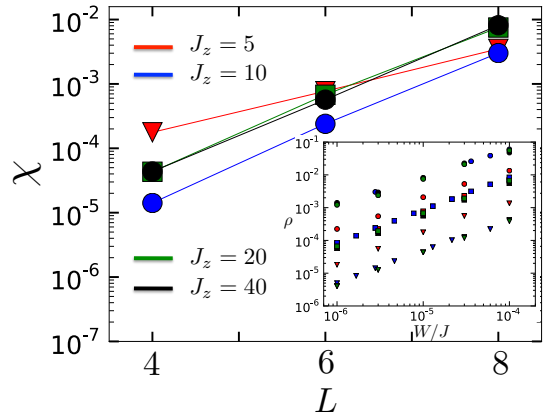 10⁻²
10⁻³
10⁻⁴
10⁻⁵
10⁻⁶
10⁻⁷
χ
J_z = 5
J_z = 10
J_z = 20
J_z = 40
4 6 8
L
10⁻¹
10⁻²
10⁻³
10⁻⁴
10⁻⁵
10⁻⁶
ρ
10⁻⁶ 10⁻⁵ 10⁻⁴
W/J